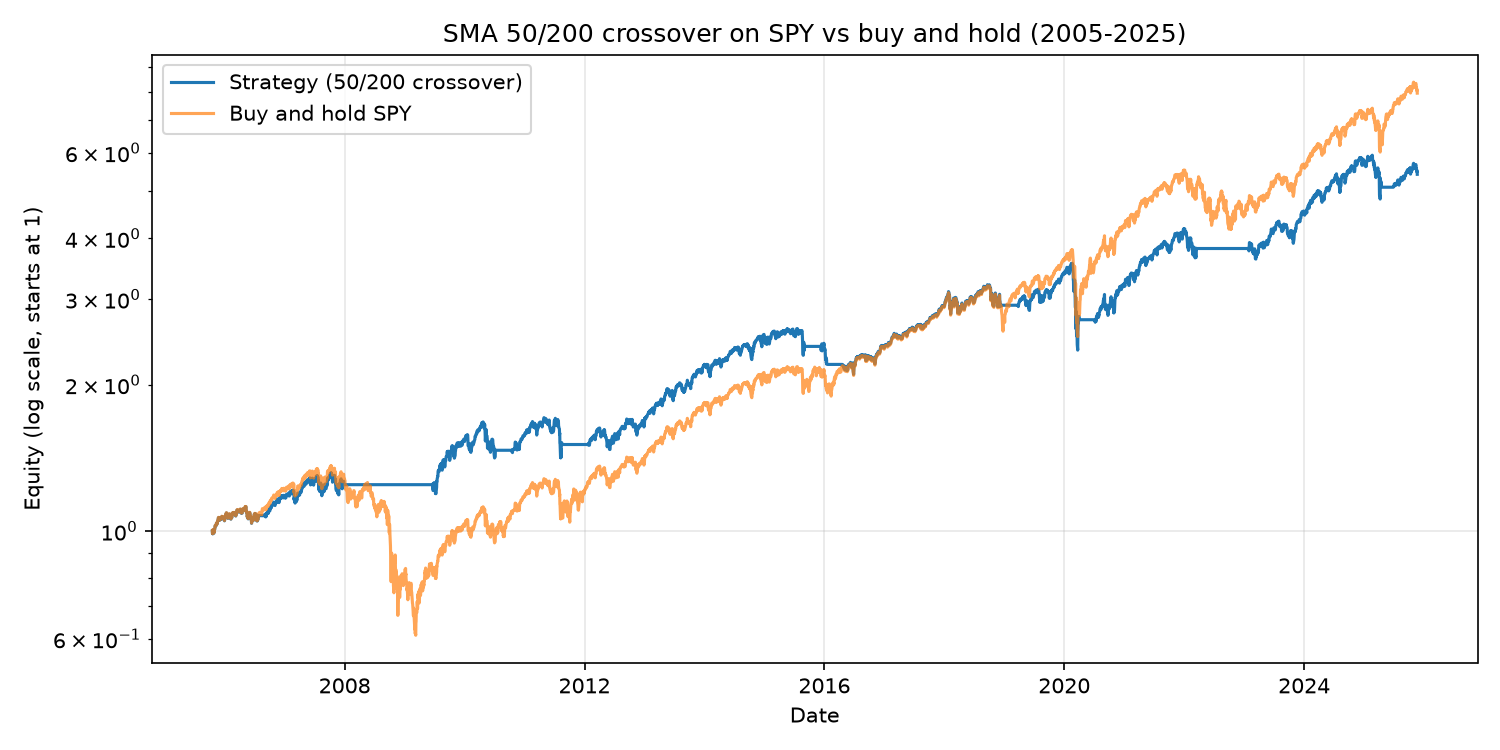 SMA 50/200 crossover on SPY vs buy and hold (2005-2025)
Strategy (50/200 crossover)
Buy and hold SPY
Equity (log scale, starts at 1)
6 × 10⁰
4 × 10⁰
3 × 10⁰
2 × 10⁰
10⁰
6 × 10⁻¹
2008 2012 2016 2020 2024
Date